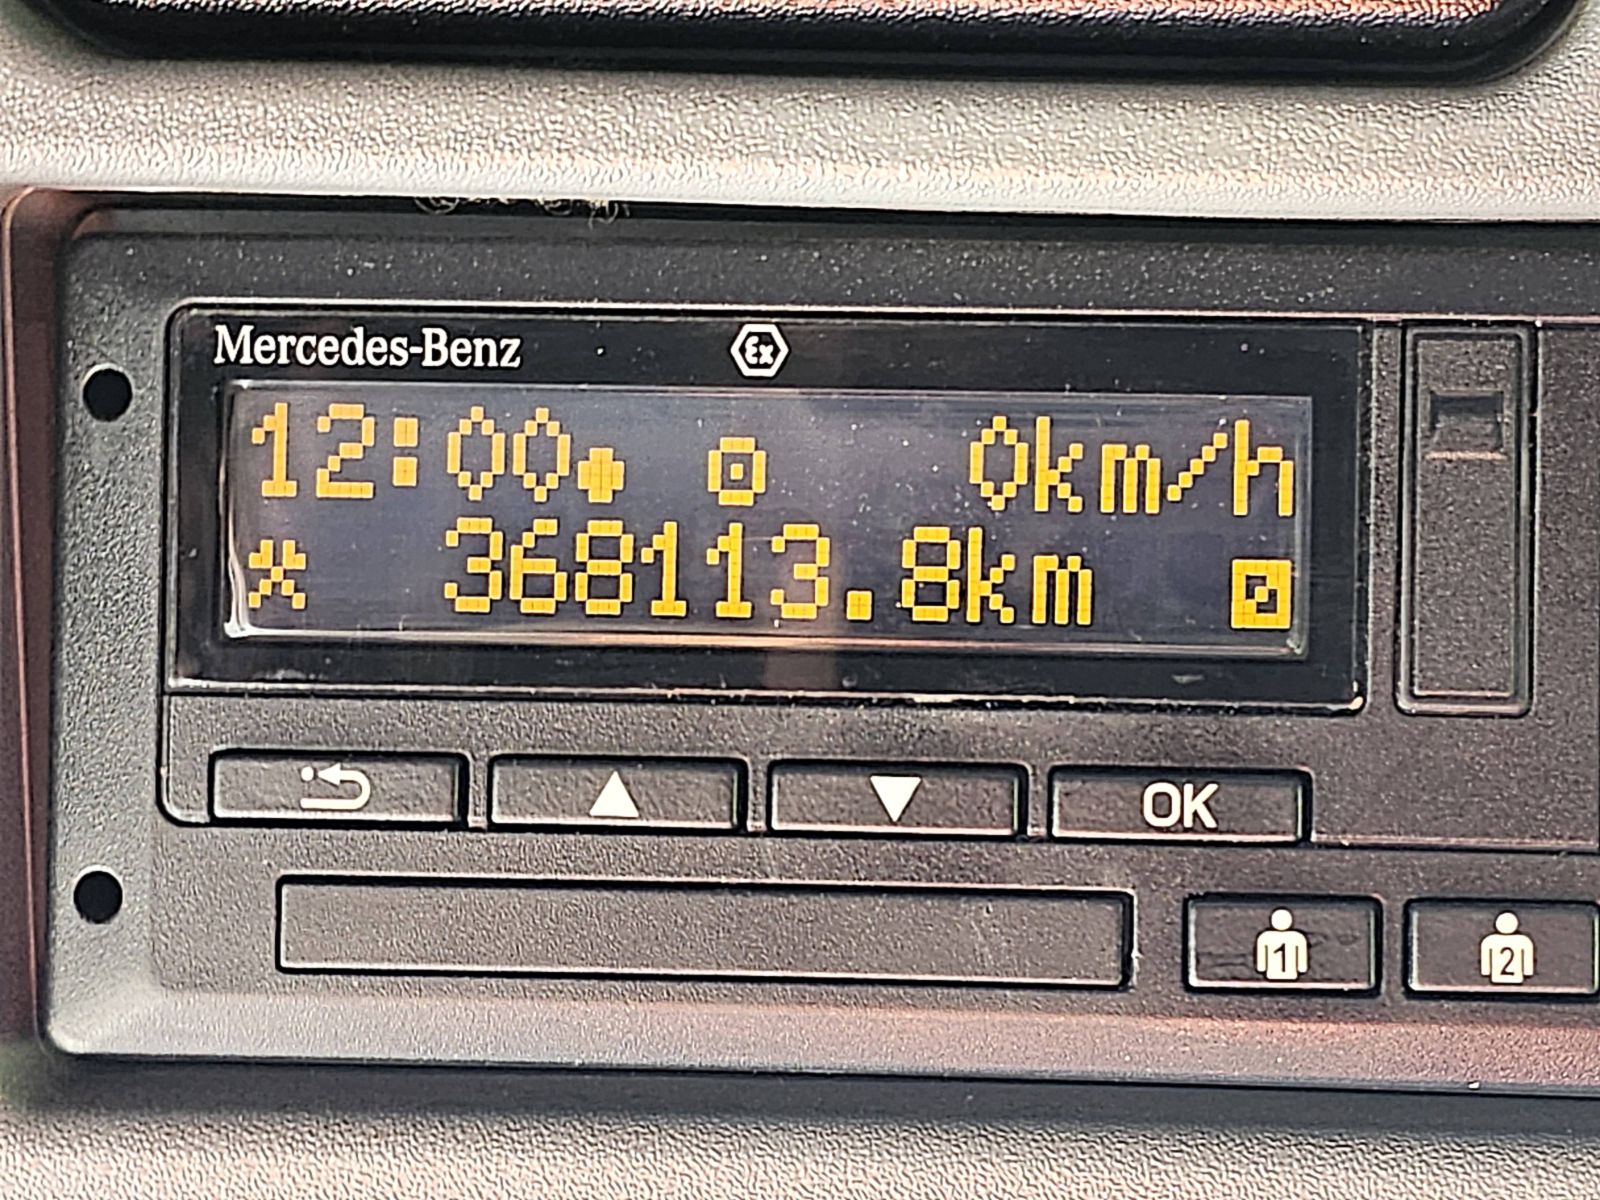 Mercedes-Benz Ex
12:00 0km/h
368113.8km
OK
1 2